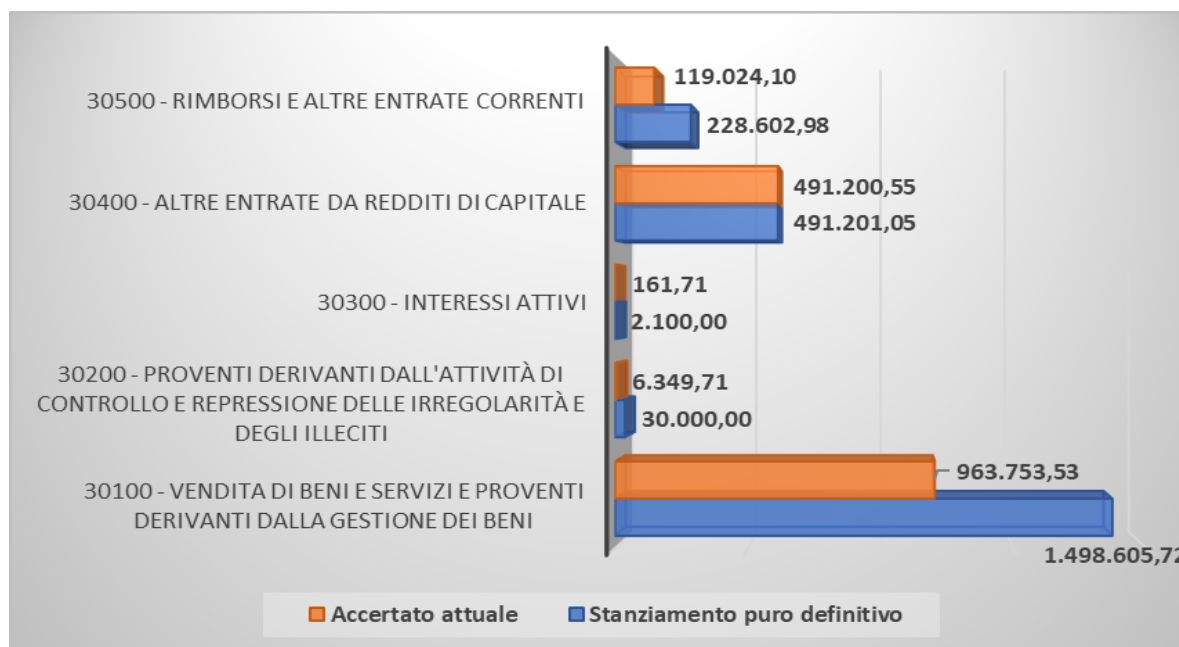 119.024,10
30500 - RIMBORSI E ALTRE ENTRATE CORRENTI
228.602,98
491.200,55
30400 - ALTRE ENTRATE DA REDDITI DI CAPITALE
491.201,05
161,71
30300 - INTERESSI ATTIVI
2.100,00
30200 - PROVENTI DERIVANTI DALL'ATTIVITÀ DI
CONTROLLO E REPRESSIONE DELLE IRREGOLARITÀ E
DEGLI ILLECITI
6.349,71
30.000,00
30100 - VENDITA DI BENI E SERVIZI E PROVENTI
DERIVANTI DALLA GESTIONE DEI BENI
963.753,53
1.498.605,72
Accertato attuale
Stanziamento puro definitivo